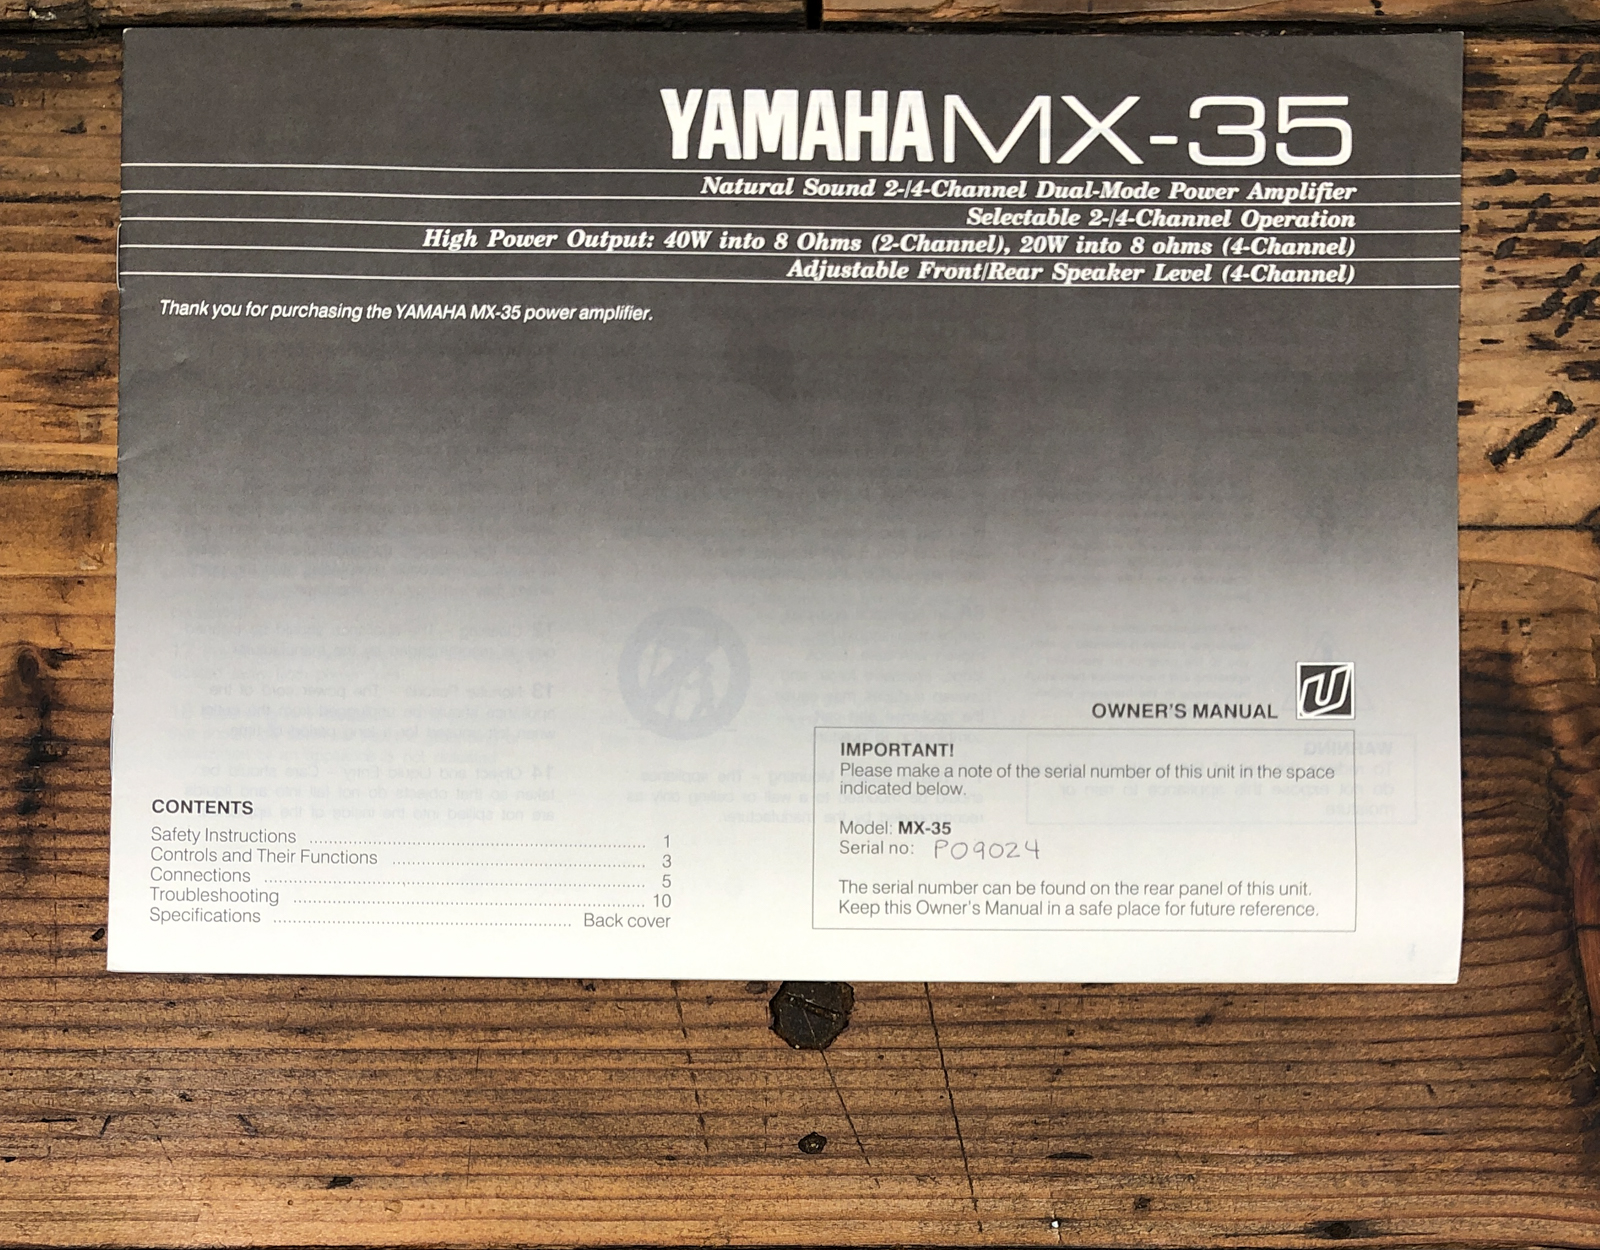 YAMAHA MX-35
Natural Sound 2-/4-Channel Dual-Mode Power Amplifier
Selectable 2-/4-Channel Operation
High Power Output: 40W into 8 Ohms (2-Channel), 20W into 8 ohms (4-Channel)
Adjustable Front/Rear Speaker Level (4-Channel)
Thank you for purchasing the YAMAHA MX-35 power amplifier.
OWNER'S MANUAL
IMPORTANT!
Please make a note of the serial number of this unit in the space
indicated below.
Model: MX-35
Serial no: P09024
The serial number can be found on the rear panel of this unit.
Keep this Owner's Manual in a safe place for future reference.
CONTENTS
Safety Instructions 1
Controls and Their Functions 3
Connections 5
Troubleshooting 10
Specifications Back cover